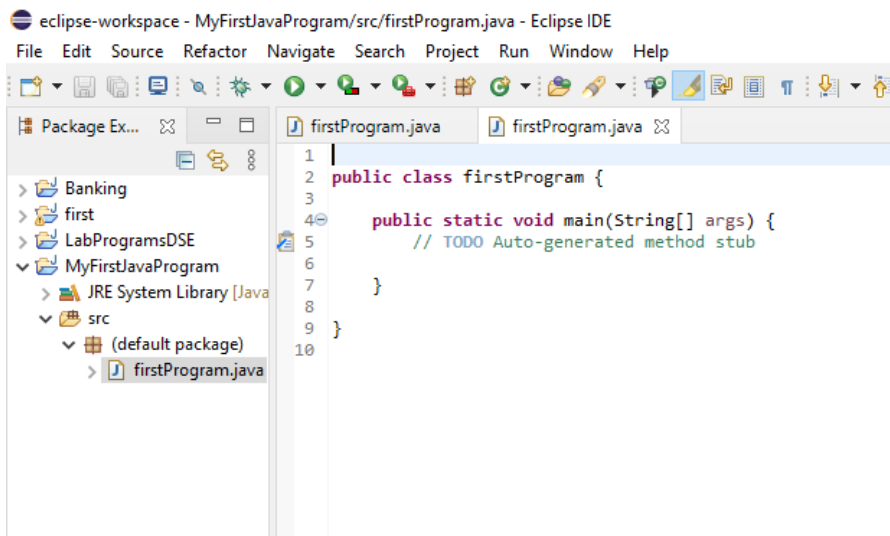 eclipse-workspace - MyFirstJavaProgram/src/firstProgram.java - Eclipse IDE
File Edit Source Refactor Navigate Search Project Run Window Help
Package Ex...
firstProgram.java
firstProgram.java
Banking
first
LabProgramsDSE
MyFirstJavaProgram
JRE System Library [Java
src
(default package)
firstProgram.java
1
2 public class firstProgram {
3
4 public static void main(String[] args) {
5 // TODO Auto-generated method stub
6
7 }
8
9 }
10